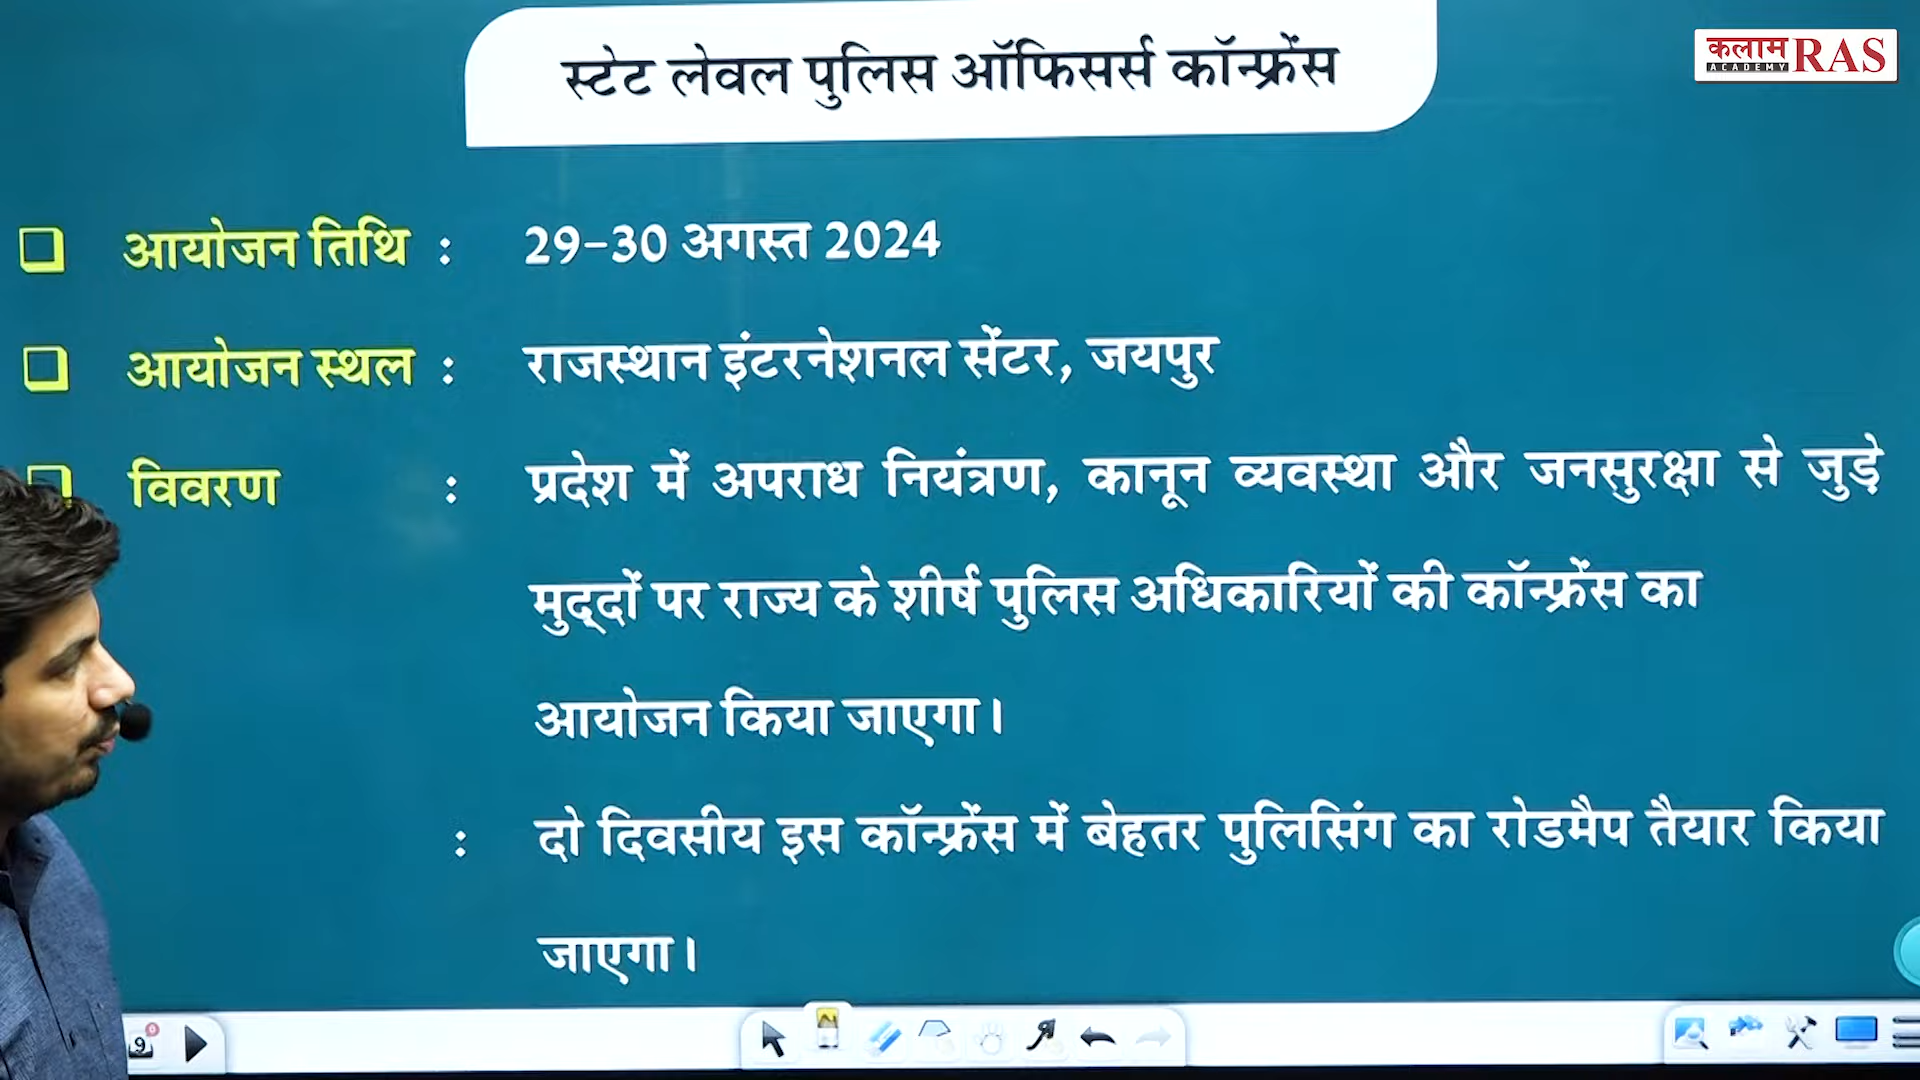 स्टेट लेवल पुलिस ऑफिसर्स कॉन्फ्रेंस
कलाम RAS
ACADEMY
आयोजन तिथि : 29-30 अगस्त 2024
आयोजन स्थल : राजस्थान इंटरनेशनल सेंटर, जयपुर
विवरण : प्रदेश में अपराध नियंत्रण, कानून व्यवस्था और जनसुरक्षा से जुड़े
मुद्दों पर राज्य के शीर्ष पुलिस अधिकारियों की कॉन्फ्रेंस का
आयोजन किया जाएगा।
: दो दिवसीय इस कॉन्फ्रेंस में बेहतर पुलिसिंग का रोडमैप तैयार किया
जाएगा।
9
0